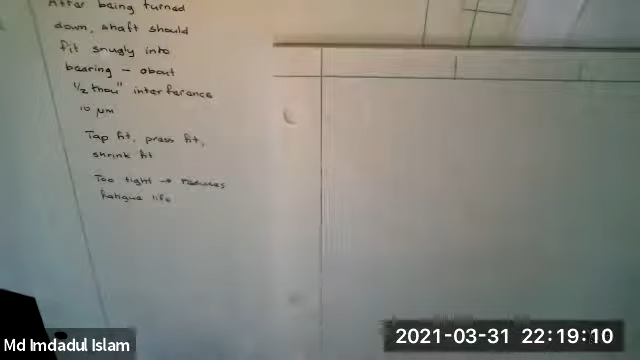 After being turned
down, shaft should
fit snugly into
bearing – about
"1/2 thou" interference
10 µm
Tap fit, press fit,
shrink fit
Too tight → reduces
fatigue life
Md Imdadul Islam
2021-03-31 22:19:10